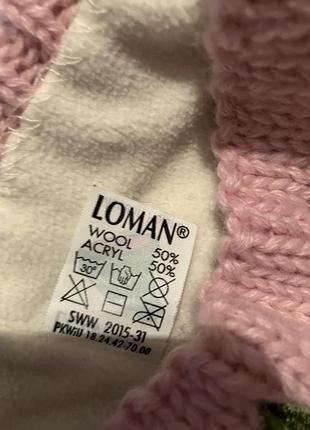 LOMAN®
WOOL 50%
ACRYL 50%
30°
SWW 2015-31
PKWiU 18.24.42-70.00